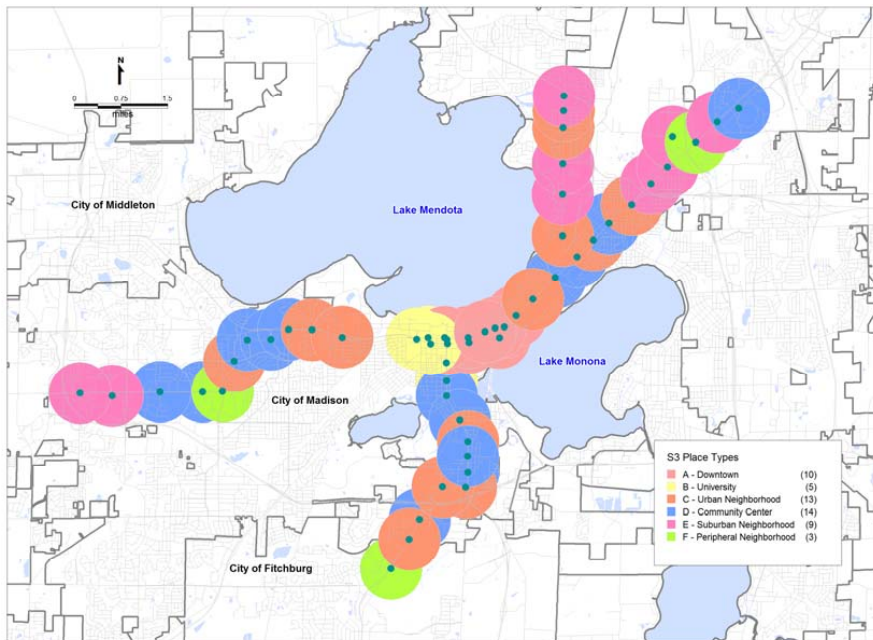 N
0 0.75 1.5
miles
City of Middleton
Lake Mendota
Lake Monona
City of Madison
City of Fitchburg
S3 Place Types
A - Downtown (10)
B - University (5)
C - Urban Neighborhood (13)
D - Community Center (14)
E - Suburban Neighborhood (9)
F - Peripheral Neighborhood (3)